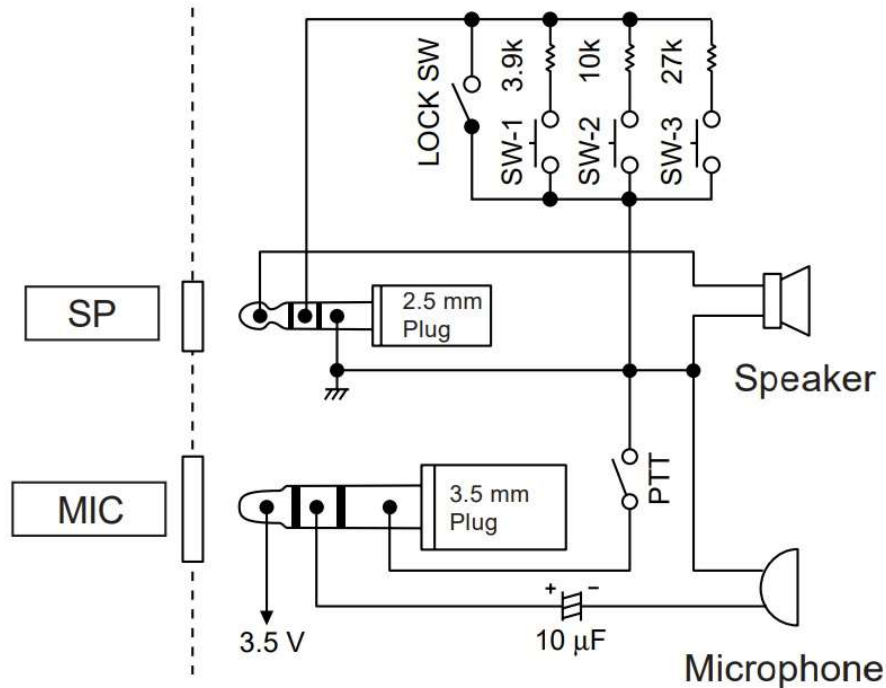 LOCK SW
3.9k
10k
27k
SW-1
SW-2
SW-3
SP
2.5 mm
Plug
Speaker
MIC
3.5 mm
Plug
PTT
+ −
3.5 V
10 μF
Microphone